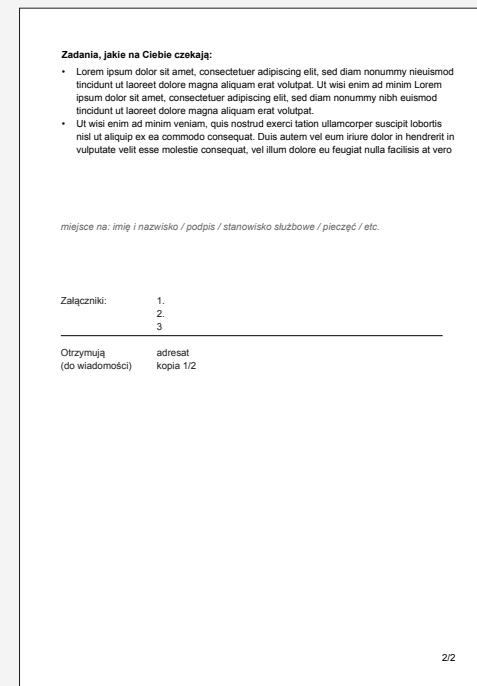 Zadania, jakie na Ciebie czekają:
• Lorem ipsum dolor sit amet, consectetuer adipiscing elit, sed diam nonummy nieuismod
tincidunt ut laoreet dolore magna aliquam erat volutpat. Ut wisi enim ad minim Lorem
ipsum dolor sit amet, consectetuer adipiscing elit, sed diam nonummy nibh euismod
tincidunt ut laoreet dolore magna aliquam erat volutpat.
• Ut wisi enim ad minim veniam, quis nostrud exerci tation ullamcorper suscipit lobortis
nisl ut aliquip ex ea commodo consequat. Duis autem vel eum iriure dolor in hendrerit in
vulputate velit esse molestie consequat, vel illum dolore eu feugiat nulla facilisis at vero
miejsce na: imię i nazwisko / podpis / stanowisko służbowe / pieczęć / etc.
Załączniki: 1.
2.
3
Otrzymują adresat
(do wiadomości) kopia 1/2
2/2